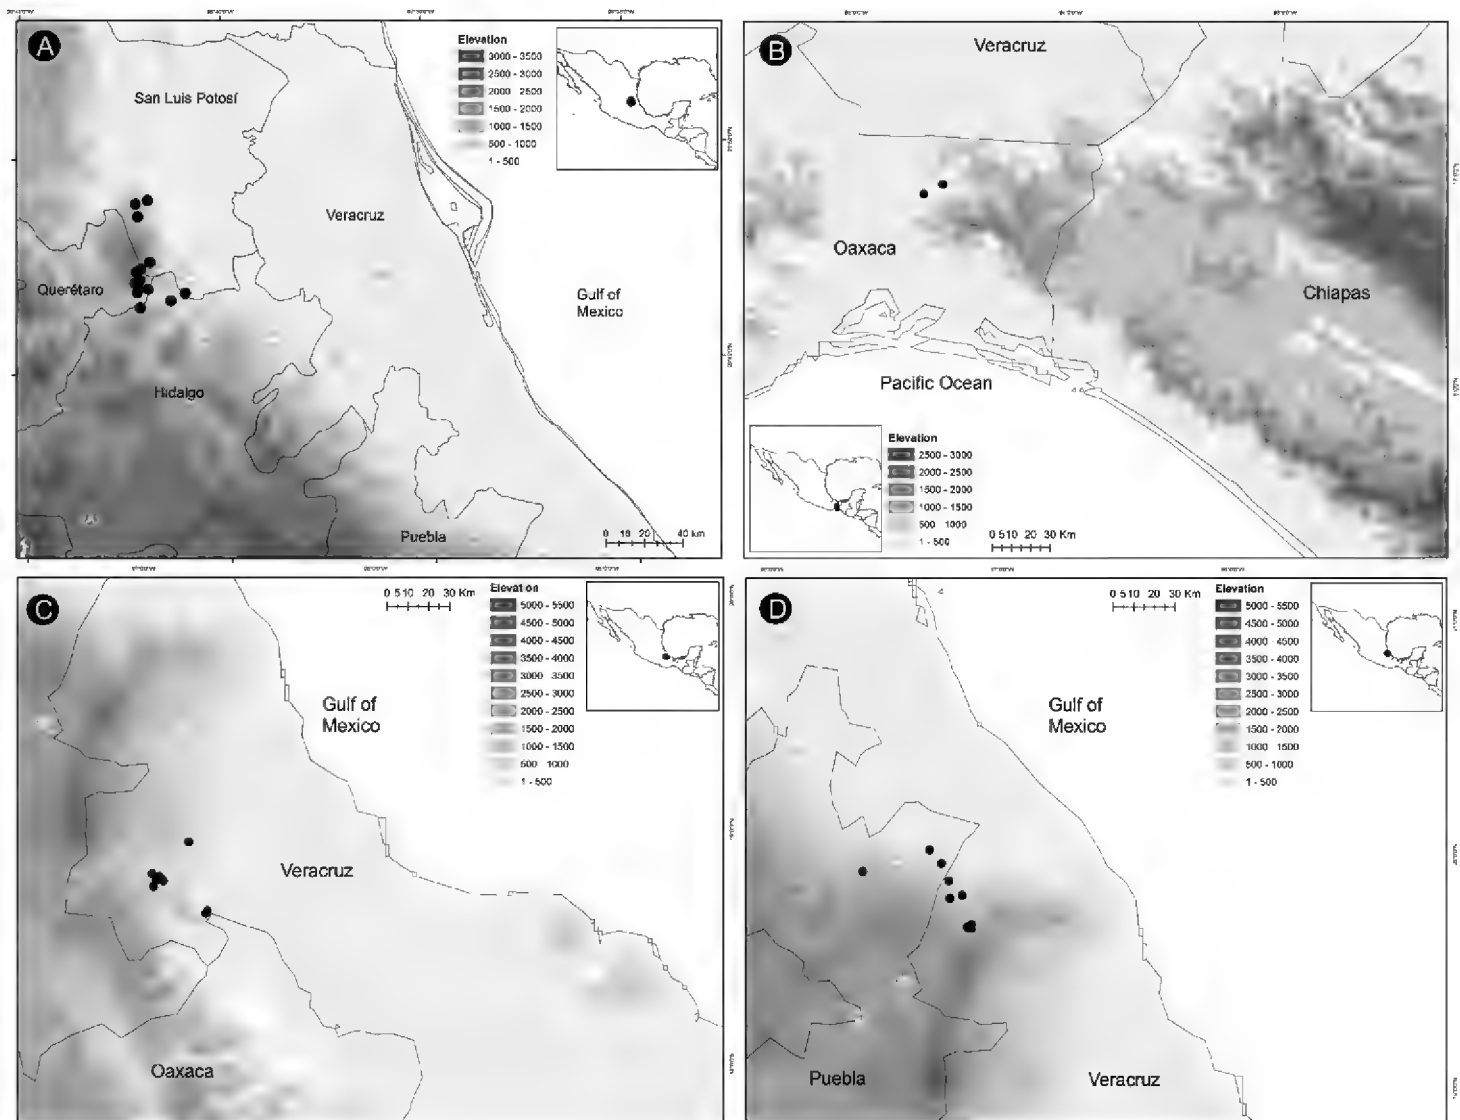 A
San Luis Potosí
Veracruz
Querétaro
Hidalgo
Puebla
Gulf of
Mexico
Elevation
3000 - 3500
2500 - 3000
2000 - 2500
1500 - 2000
1000 - 1500
500 - 1000
1 - 500
0 10 20 40 km
B
Veracruz
Oaxaca
Chiapas
Pacific Ocean
Elevation
2500 - 3000
2000 - 2500
1500 - 2000
1000 - 1500
500 1000
1 - 500
0 5 10 20 30 Km
C
0 5 10 20 30 Km
Gulf of
Mexico
Veracruz
Oaxaca
Elevation
5000 - 5500
4500 - 5000
4000 - 4500
3500 - 4000
3000 3500
2500 - 3000
2000 - 2500
1500 - 2000
1000 - 1500
500 1000
1 - 500
D
0 5 10 20 30 Km
Gulf of
Mexico
Puebla
Veracruz
Elevation
5000 - 5500
4500 - 5000
4000 - 4500
3500 - 4000
3000 - 3500
2500 - 3000
2000 - 2500
1500 - 2000
1000 1500
500 - 1000
1 - 500